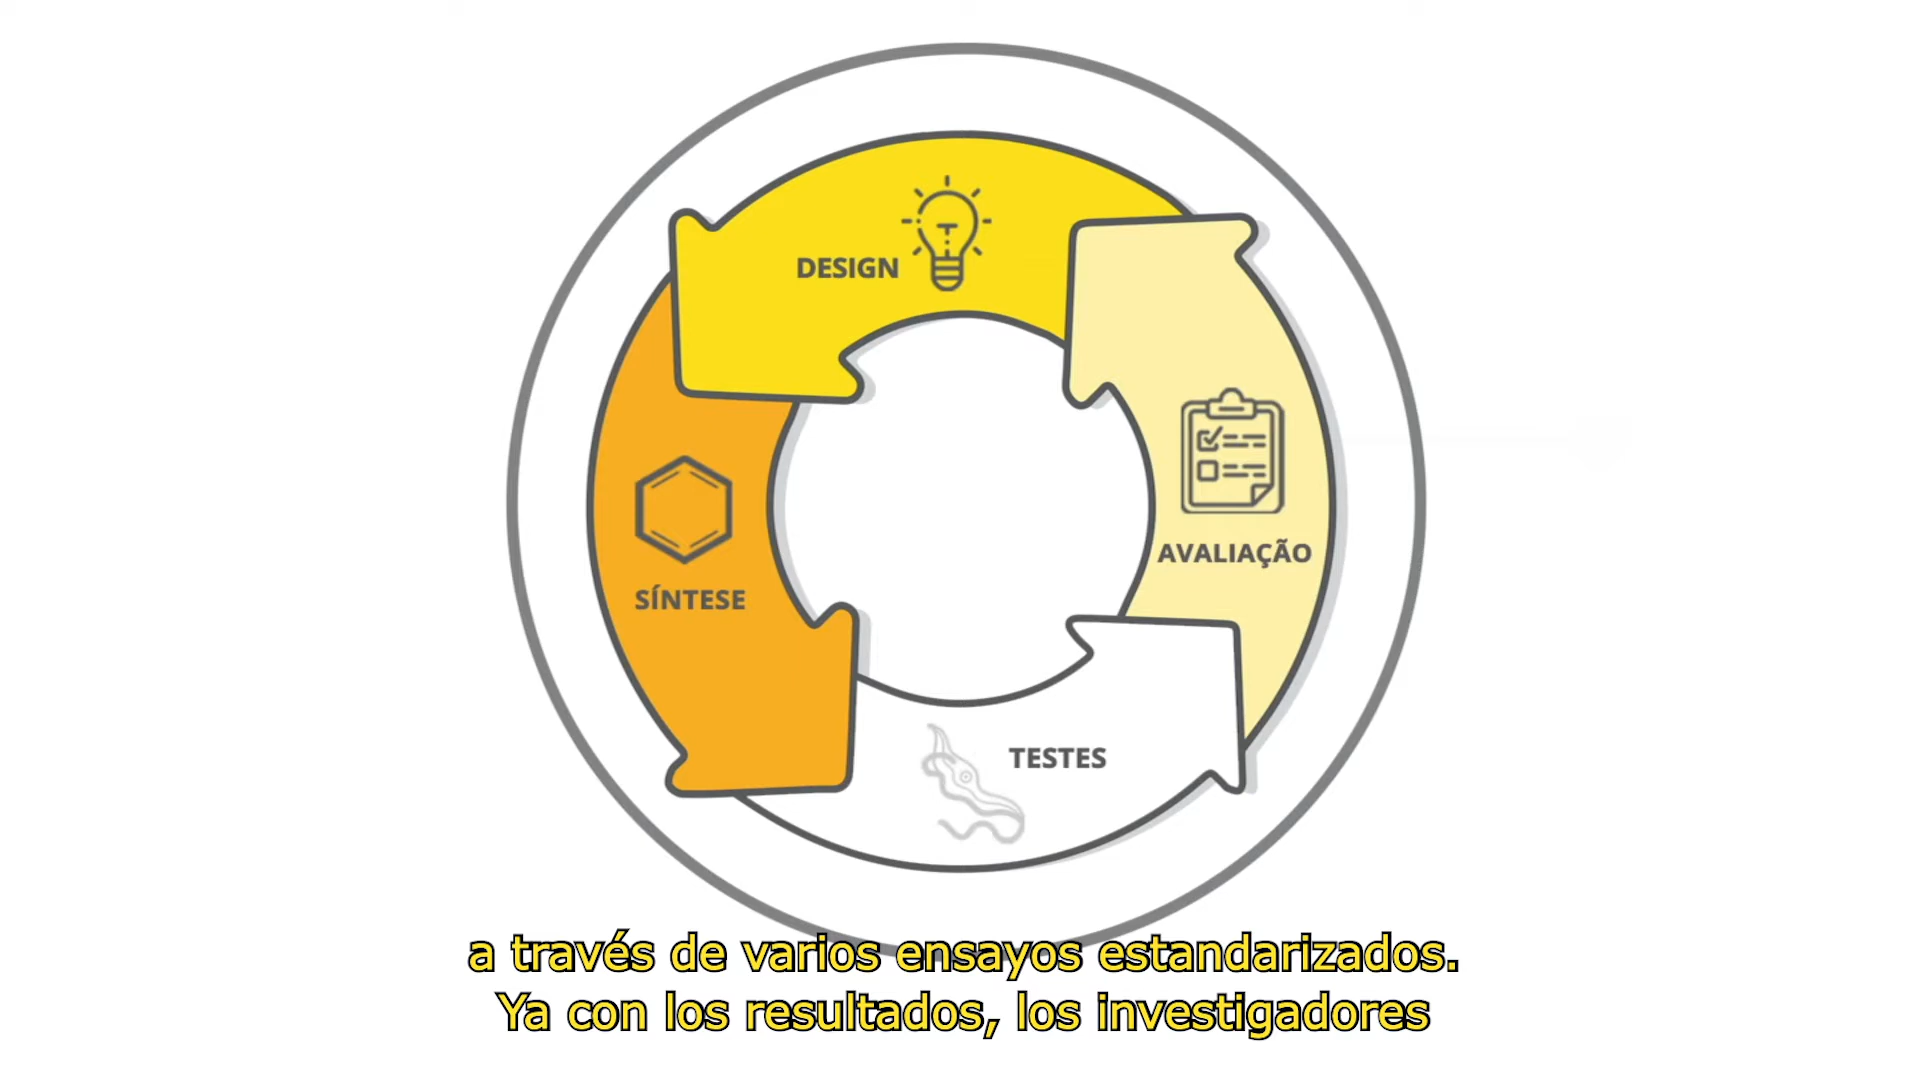 DESIGN
AVALIAÇÃO
SÍNTESE
TESTES
a través de varios ensayos estandarizados.
Ya con los resultados, los investigadores